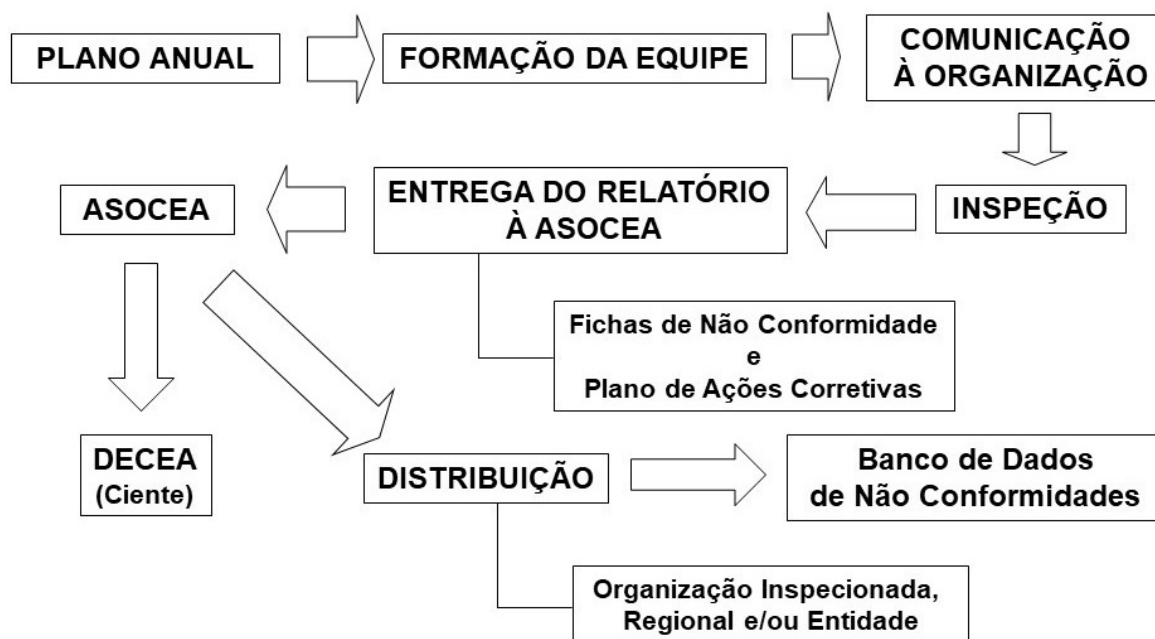 PLANO ANUAL
FORMAÇÃO DA EQUIPE
COMUNICAÇÃO
À ORGANIZAÇÃO
ASOCEA
ENTREGA DO RELATÓRIO
À ASOCEA
INSPEÇÃO
Fichas de Não Conformidade
e
Plano de Ações Corretivas
DECEA
(Ciente)
DISTRIBUIÇÃO
Banco de Dados
de Não Conformidades
Organização Inspecionada,
Regional e/ou Entidade